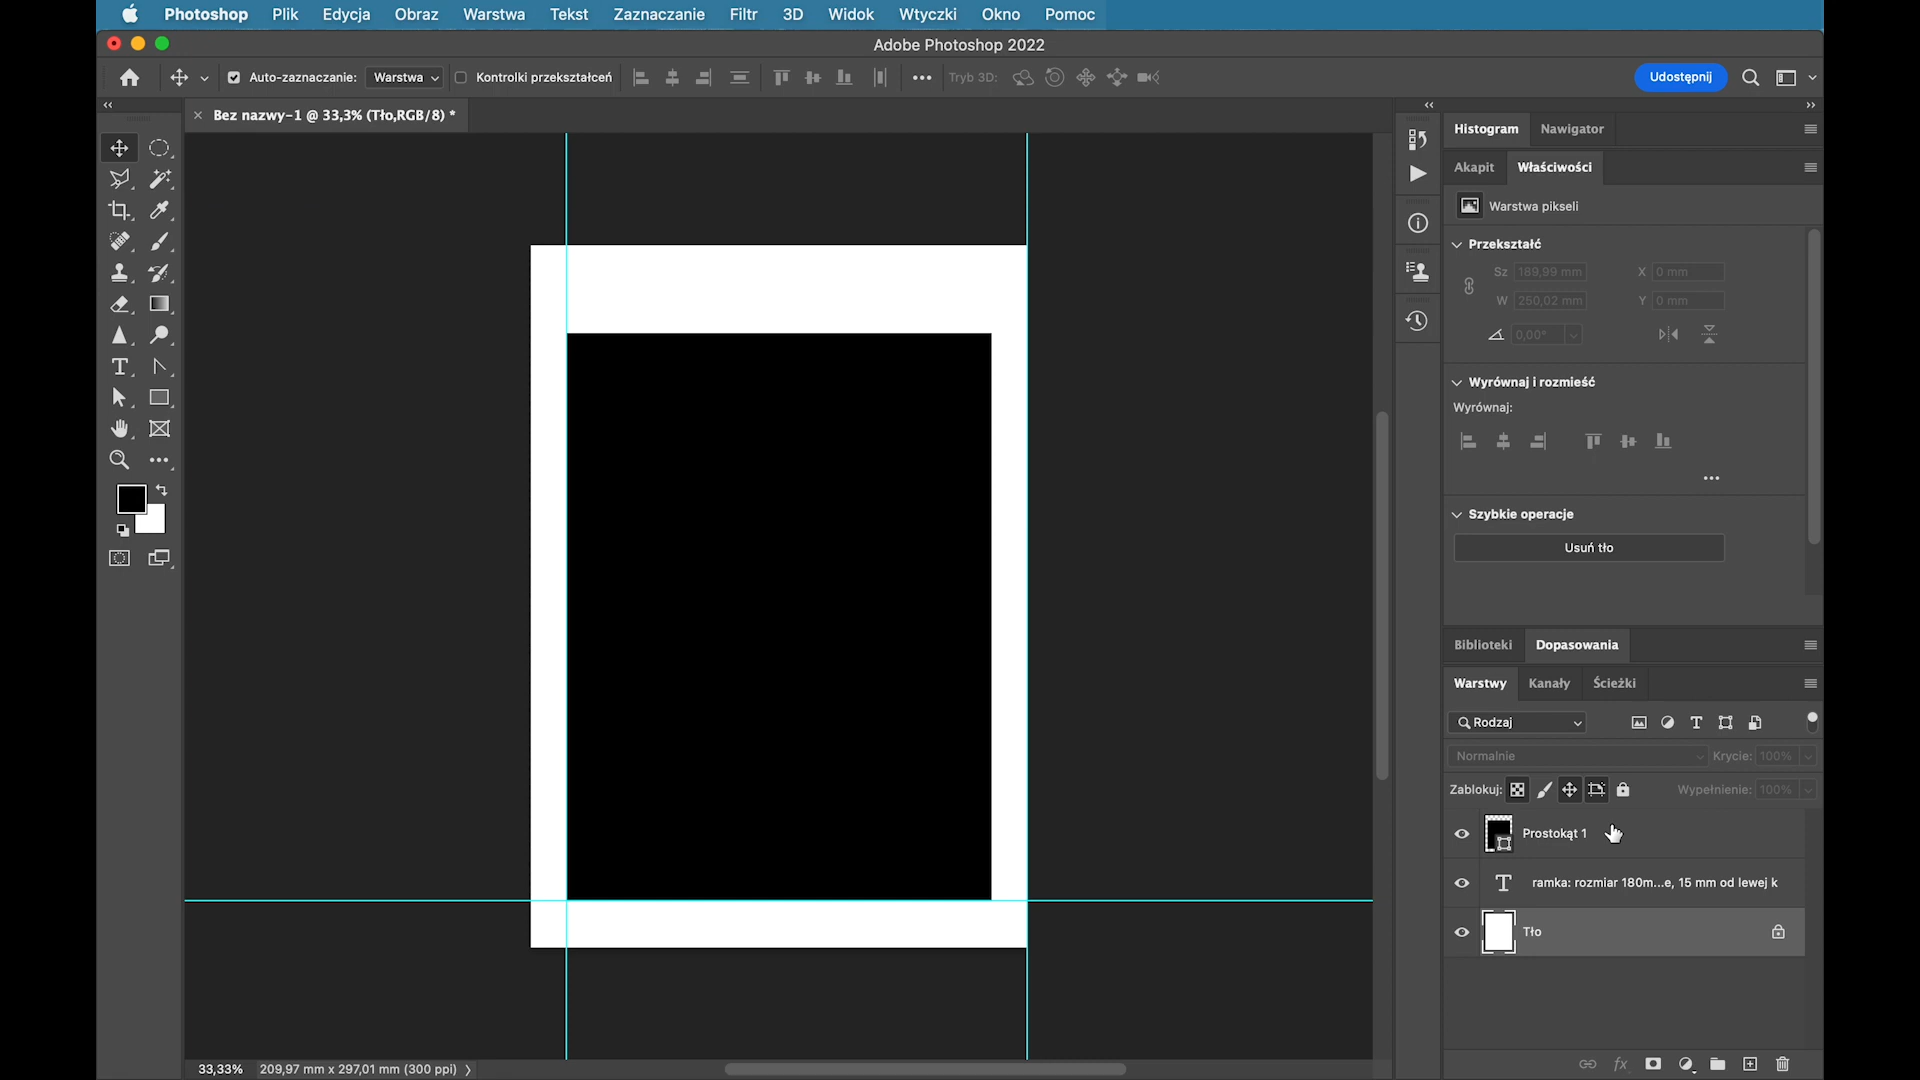 Photoshop Plik Edycja Obraz Warstwa Tekst Zaznaczanie Filtr 3D Widok Wtyczki Okno Pomoc
Adobe Photoshop 2022
Auto-zaznaczanie: Warstwa Kontrolki przekształceń Tryb 3D: Udostępnij
Bez nazwy-1 @ 33,3% (Tło,RGB/8) *
Histogram Nawigator
Akapit Właściwości
Warstwa pikseli
Przekształć
Sz 189,99 mm X 0 mm
W 250,02 mm Y 0 mm
0,00°
Wyrównaj i rozmieść
Wyrównaj:
Szybkie operacje
Usuń tło
Biblioteki Dopasowania
Warstwy Kanały Ścieżki
Rodzaj
Normalnie Krycie: 100%
Zablokuj: Wypełnienie: 100%
Prostokąt 1
ramka: rozmiar 180m...e, 15 mm od lewej k
Tło
33,33% 209,97 mm x 297,01 mm (300 ppi)